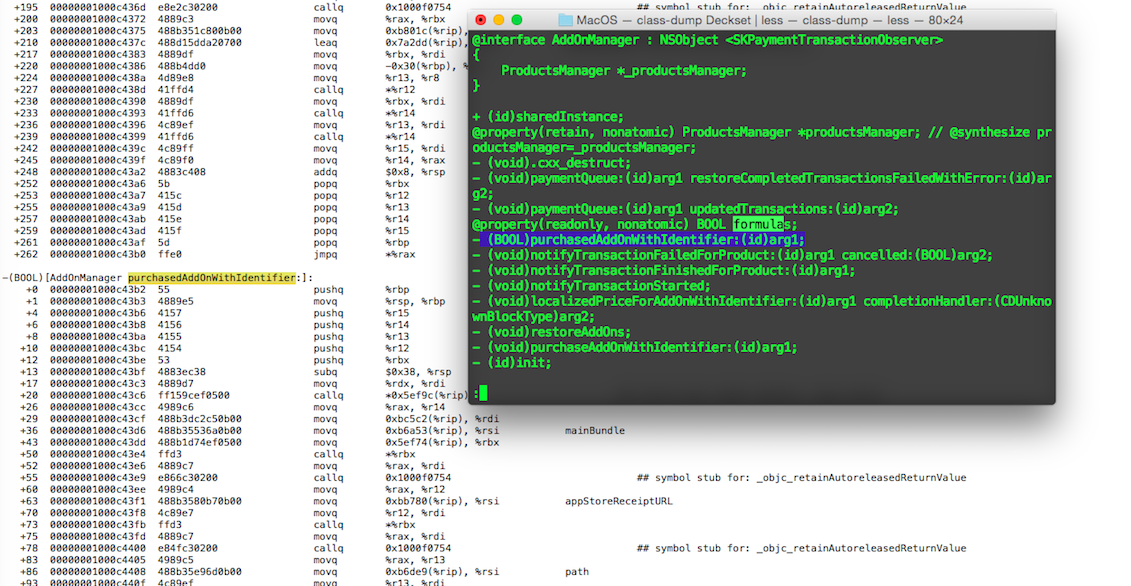 +195 00000001000c436d e8e2c30200 callq 0x1000f0754 ## symbol stub for: _objc_retainAutoreleasedReturnValue
+200 00000001000c4372 4889c3 movq %rax, %rbx
+203 00000001000c4375 488b351c800b00 movq 0xb801c(%rip),
+210 00000001000c437c 488d15dda20700 leaq 0x7a2dd(%rip),
+217 00000001000c4383 4889df movq %rbx, %rdi
+220 00000001000c4386 488b4dd0 movq -0x30(%rbp),
+224 00000001000c438a 4d89e8 movq %r13, %r8
+227 00000001000c438d 41ffd4 callq *%r12
+230 00000001000c4390 4889df movq %rbx, %rdi
+233 00000001000c4393 41ffd6 callq *%r14
+236 00000001000c4396 4c89ef movq %r13, %rdi
+239 00000001000c4399 41ffd6 callq *%r14
+242 00000001000c439c 4c89ff movq %r15, %rdi
+245 00000001000c439f 4c89f0 movq %r14, %rax
+248 00000001000c43a2 4883c408 addq $0x8, %rsp
+252 00000001000c43a6 5b popq %rbx
+253 00000001000c43a7 415c popq %r12
+255 00000001000c43a9 415d popq %r13
+257 00000001000c43ab 415e popq %r14
+259 00000001000c43ad 415f popq %r15
+261 00000001000c43af 5d popq %rbp
+262 00000001000c43b0 ffe0 jmpq *%rax
-(BOOL)[AddOnManager purchasedAddOnWithIdentifier:]:
+0 00000001000c43b2 55 pushq %rbp
+1 00000001000c43b3 4889e5 movq %rsp, %rbp
+4 00000001000c43b6 4157 pushq %r15
+6 00000001000c43b8 4156 pushq %r14
+8 00000001000c43ba 4155 pushq %r13
+10 00000001000c43bc 4154 pushq %r12
+12 00000001000c43be 53 pushq %rbx
+13 00000001000c43bf 4883ec38 subq $0x38, %rsp
+17 00000001000c43c3 4889d7 movq %rdx, %rdi
+20 00000001000c43c6 ff159cef0500 callq *0x5ef9c(%rip)
+26 00000001000c43cc 4989c6 movq %rax, %r14
+29 00000001000c43cf 488b3dc2c50b00 movq 0xbc5c2(%rip), %rdi
+36 00000001000c43d6 488b35536a0b00 movq 0xb6a53(%rip), %rsi mainBundle
+43 00000001000c43dd 488b1d74ef0500 movq 0x5ef74(%rip), %rbx
+50 00000001000c43e4 ffd3 callq *%rbx
+52 00000001000c43e6 4889c7 movq %rax, %rdi
+55 00000001000c43e9 e866c30200 callq 0x1000f0754 ## symbol stub for: _objc_retainAutoreleasedReturnValue
+60 00000001000c43ee 4989c4 movq %rax, %r12
+63 00000001000c43f1 488b3580b70b00 movq 0xbb780(%rip), %rsi appStoreReceiptURL
+70 00000001000c43f8 4c89e7 movq %r12, %rdi
+73 00000001000c43fb ffd3 callq *%rbx
+75 00000001000c43fd 4889c7 movq %rax, %rdi
+78 00000001000c4400 e84fc30200 callq 0x1000f0754 ## symbol stub for: _objc_retainAutoreleasedReturnValue
+83 00000001000c4405 4989c5 movq %rax, %r13
+86 00000001000c4408 488b35e96d0b00 movq 0xb6de9(%rip), %rsi path
+93 00000001000c440f 4c89ef movq %r13, %rdi
MacOS — class-dump Deckset | less — class-dump — less — 80×24
@interface AddOnManager : NSObject <SKPaymentTransactionObserver>
{
ProductsManager *_productsManager;
}
+ (id)sharedInstance;
@property(retain, nonatomic) ProductsManager *productsManager; // @synthesize pr
oductsManager=_productsManager;
- (void).cxx_destruct;
- (void)paymentQueue:(id)arg1 restoreCompletedTransactionsFailedWithError:(id)ar
g2;
- (void)paymentQueue:(id)arg1 updatedTransactions:(id)arg2;
@property(readonly, nonatomic) BOOL formulas;
- (BOOL)purchasedAddOnWithIdentifier:(id)arg1;
- (void)notifyTransactionFailedForProduct:(id)arg1 cancelled:(BOOL)arg2;
- (void)notifyTransactionFinishedForProduct:(id)arg1;
- (void)notifyTransactionStarted;
- (void)localizedPriceForAddOnWithIdentifier:(id)arg1 completionHandler:(CDUnkno
wnBlockType)arg2;
- (void)restoreAddOns;
- (void)purchaseAddOnWithIdentifier:(id)arg1;
- (id)init;
: